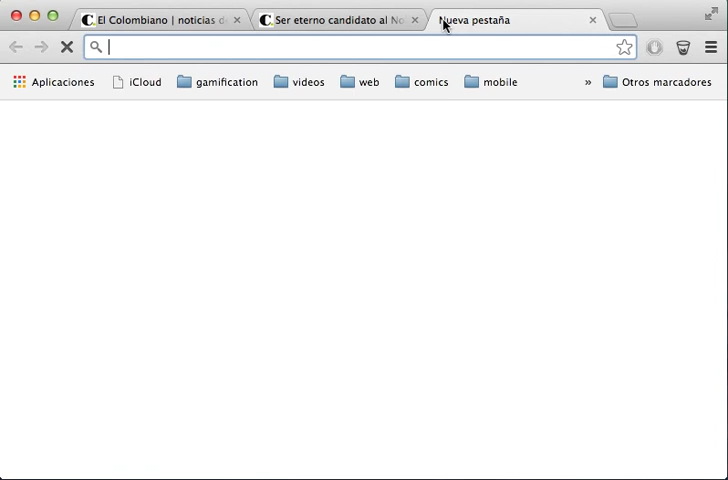 El Colombiano | noticias d
Ser eterno candidato al No
Nueva pestaña
Aplicaciones
iCloud
gamification
videos
web
comics
mobile
»
Otros marcadores